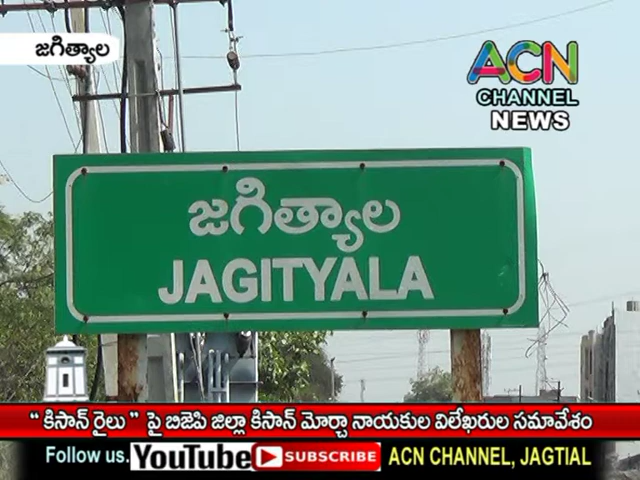 జగిత్యాల
ACN
CHANNEL
NEWS
జగిత్యాల
JAGITYALA
“ కిసాన్ రైలు ” పై బిజెపి జిల్లా కిసాన్ మోర్చా నాయకుల విలేఖరుల సమావేశం
Follow us. YouTube SUBSCRIBE ACN CHANNEL, JAGTIAL